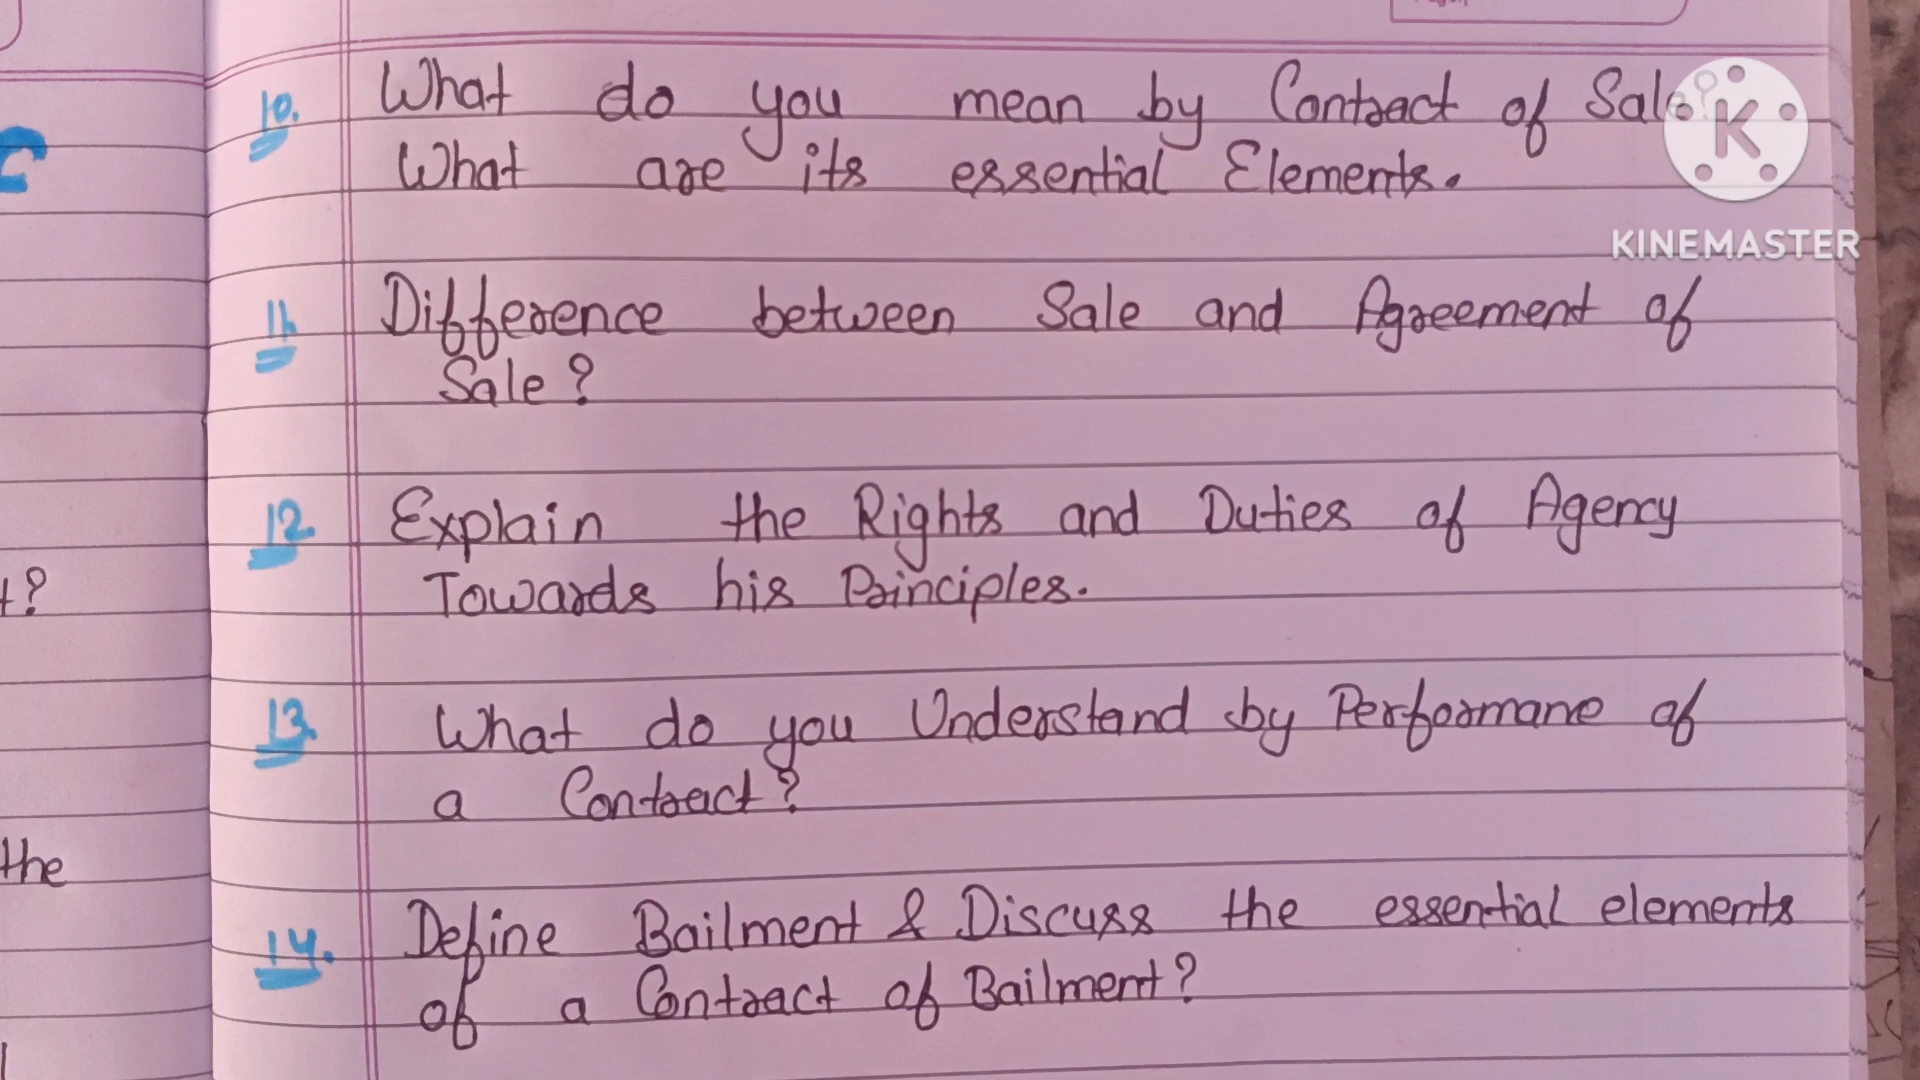 10. What do you mean by Contract of Sale?
What are its essential Elements.
KINEMASTER
11. Difference between Sale and Agreement of
Sale?
12. Explain the Rights and Duties of Agency
Towards his Principles.
t?
13. What do you Understand by Performane of
a Contract?
the
14. Define Bailment & Discuss the essential elements
of a Contract of Bailment?